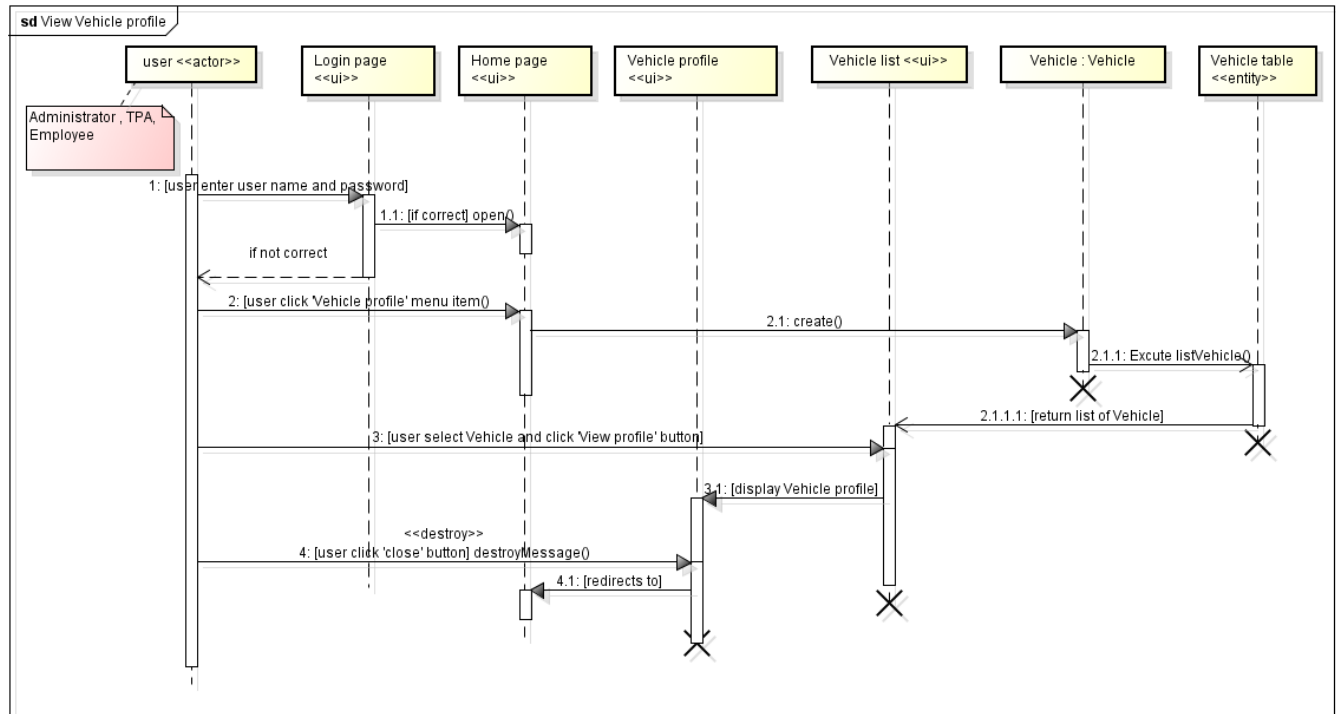 sd View Vehicle profile
user <<actor>>
Login page
<<ui>>
Home page
<<ui>>
Vehicle profile
<<ui>>
Vehicle list <<ui>>
Vehicle : Vehicle
Vehicle table
<<entity>>
Administrator , TPA,
Employee
1: [user enter user name and password]
1.1: [if correct] open()
if not correct
2: [user click 'Vehicle profile' menu item()
2.1: create()
2.1.1: Excute listVehicle()
2.1.1.1: [return list of Vehicle]
3: [user select Vehicle and click 'View profile' button]
3.1: [display Vehicle profile]
<<destroy>>
4: [user click 'close' button] destroyMessage()
4.1: [redirects to]